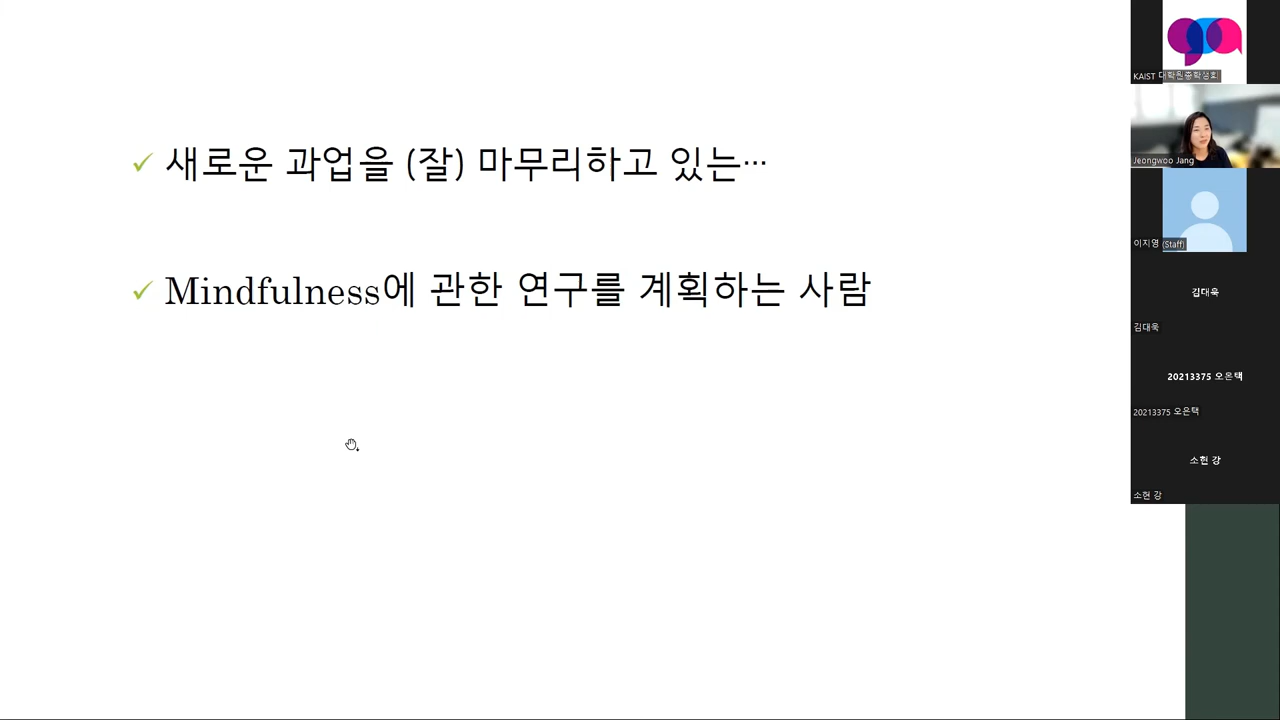 새로운 과업을 (잘) 마무리하고 있는…
Mindfulness에 관한 연구를 계획하는 사람
KAIST 대학원총학생회
Jeongwoo Jang
이지영 (Staff)
김대욱
김대욱
20213375 오은택
20213375 오은택
소현 강
소현 강